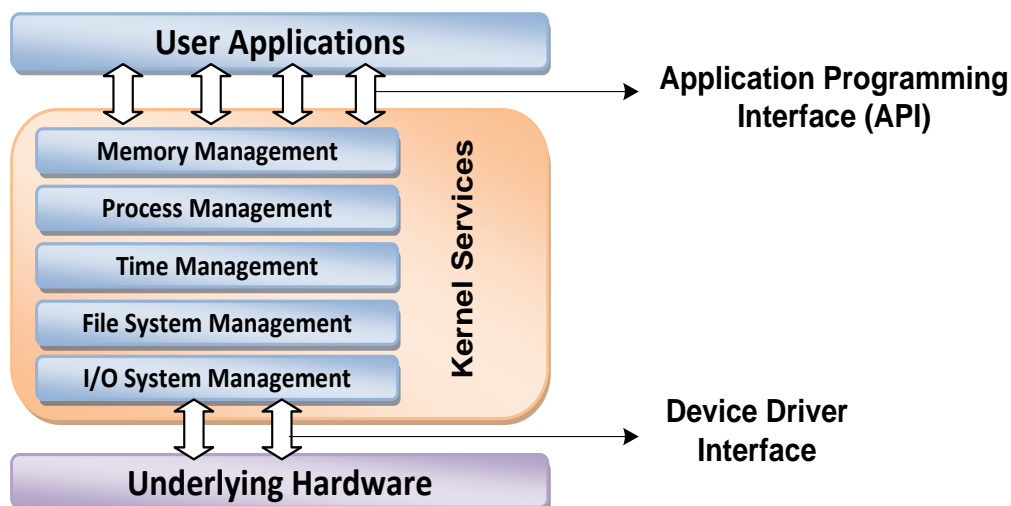 User Applications
Application Programming
Interface (API)
Memory Management
Process Management
Time Management
File System Management
I/O System Management
Kernel Services
Device Driver
Interface
Underlying Hardware